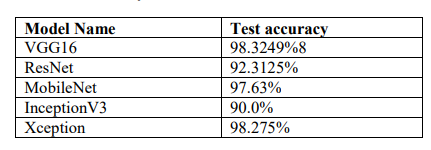 Model Name Test accuracy
VGG16 98.3249%8
ResNet 92.3125%
MobileNet 97.63%
InceptionV3 90.0%
Xception 98.275%